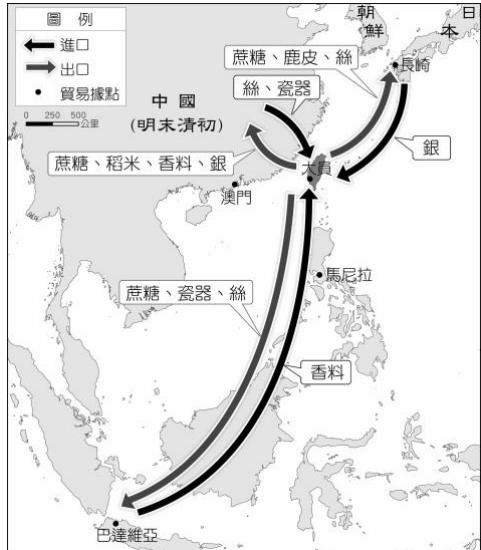 圖 例
進口
出口
貿易據點
0 250 500
公里
朝鮮
日本
蔗糖、鹿皮、絲
長崎
絲、瓷器
中國
(明末清初)
銀
蔗糖、稻米、香料、銀
大員
澳門
馬尼拉
蔗糖、瓷器、絲
香料
巴達維亞